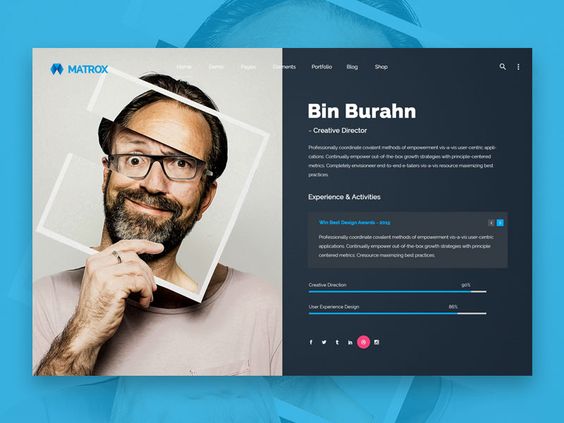 MATROX
Home Demo Pages Elements Portfolio Blog Shop
Bin Burahn
- Creative Director
Professionally coordinate covalent methods of empowerment vis-a-vis user-centric appli-
cations. Continually empower out-of-the-box growth strategies with principle-centered
metrics. Completely envisioneer end-to-end e-tailers vis-a-vis resource maximizing best
practices.
Experience & Activities
Win Best Design Awards - 2015
Professionally coordinate covalent methods of empowerment vis-a-vis user-centric
applications. Continually empower out-of-the-box growth strategies with principle
centered metrics. Cresource maximizing best practices.
Creative Direction 90%
User Experience Design 86%